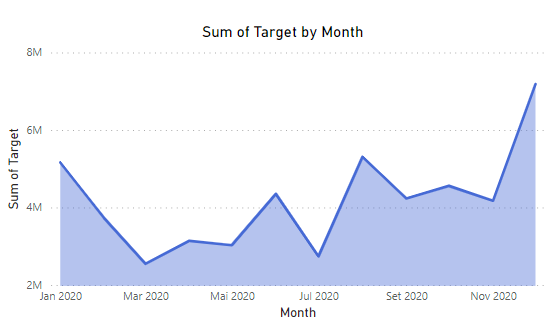 Sum of Target by Month
8M
6M
4M
2M
Sum of Target
Jan 2020 Mar 2020 Mai 2020 Jul 2020 Set 2020 Nov 2020
Month